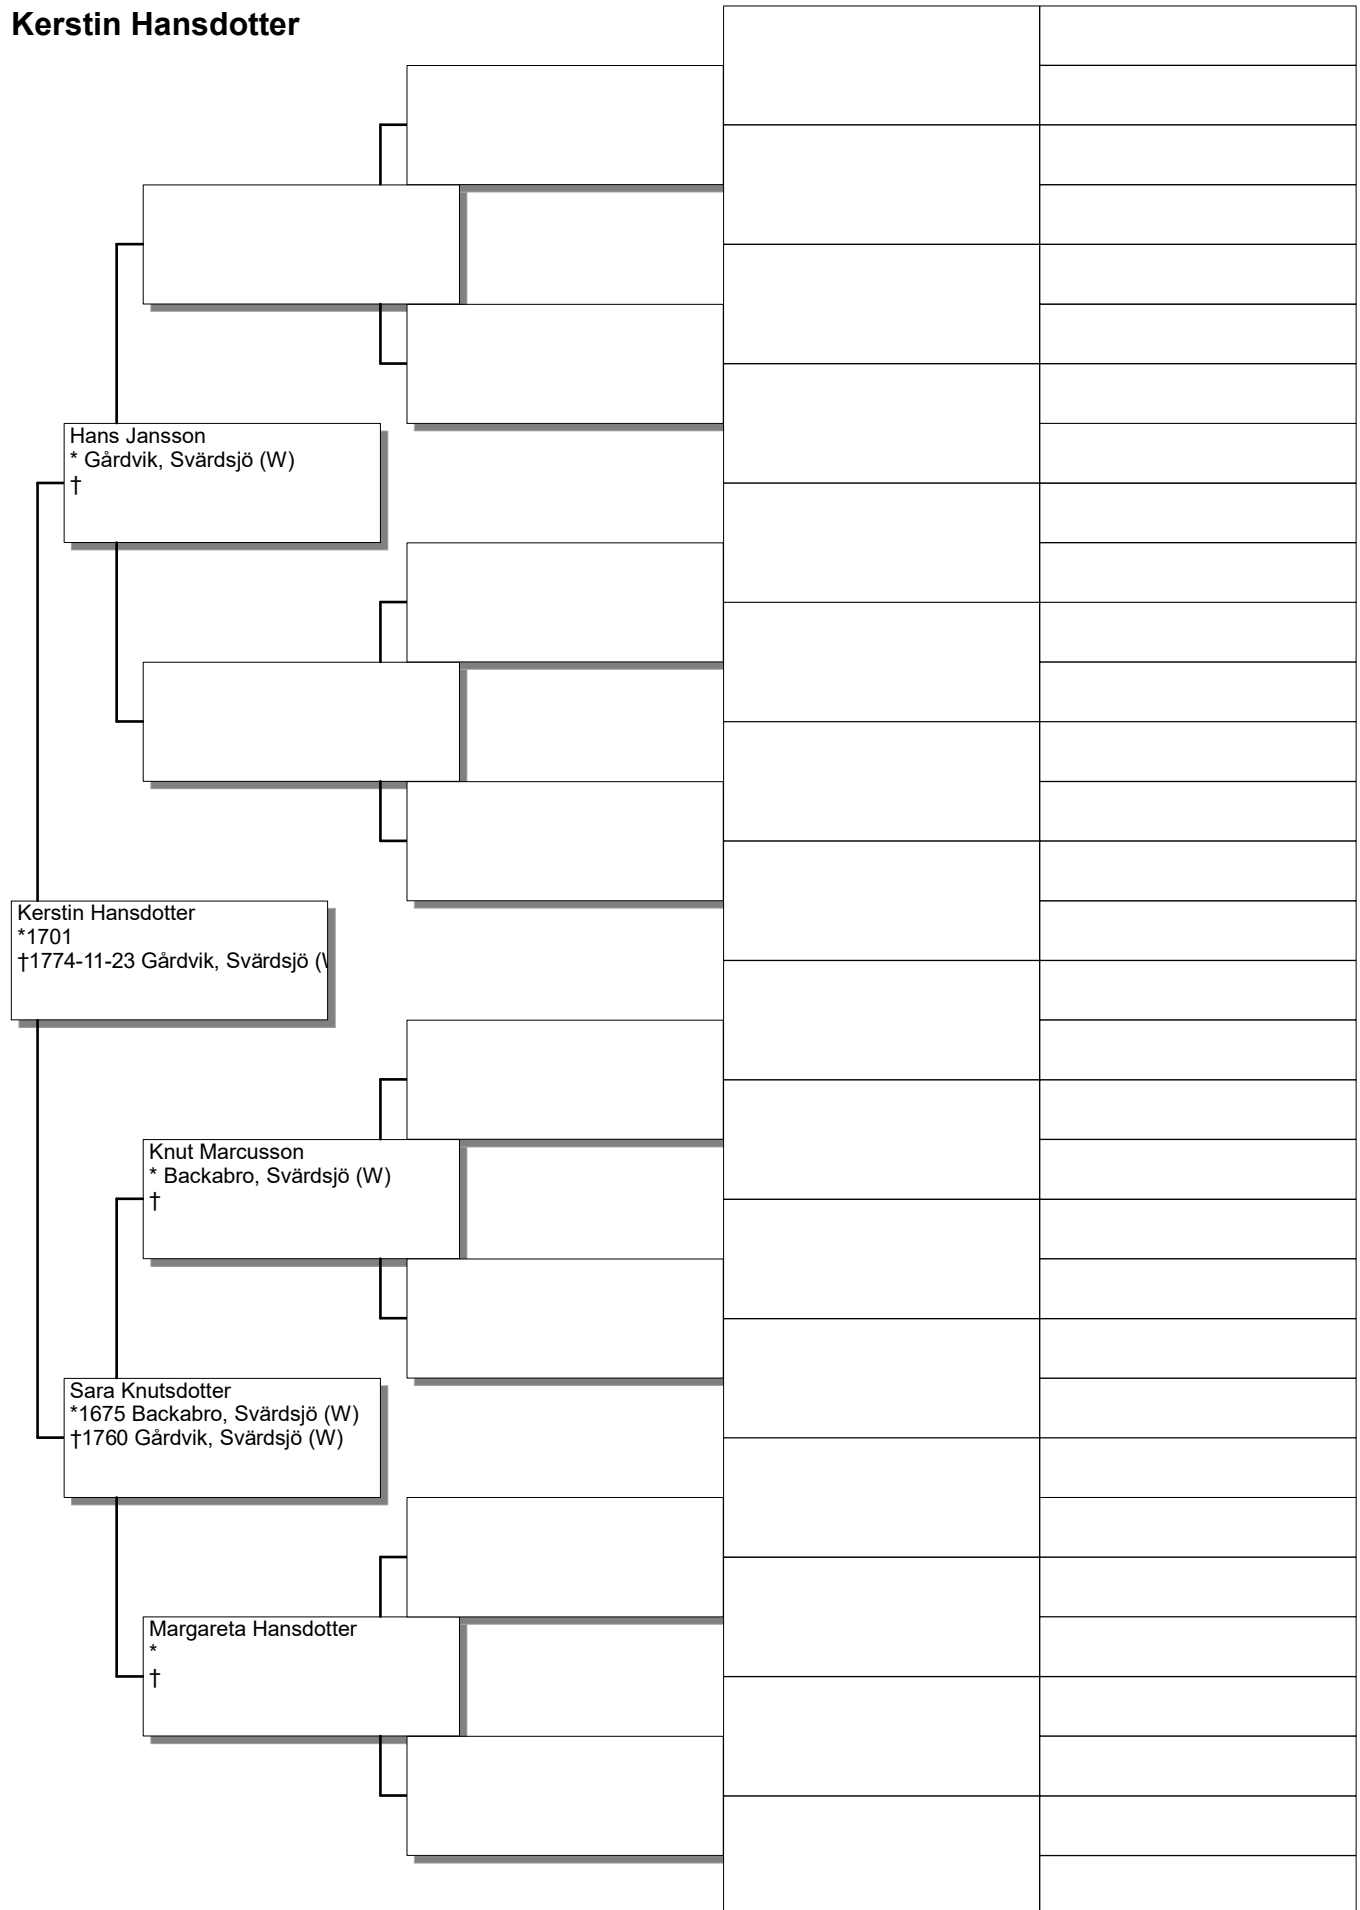 Kerstin Hansdotter
Hans Jansson
* Gårdvik, Svärdsjö (W)
†
Kerstin Hansdotter
*1701
†1774-11-23 Gårdvik, Svärdsjö (
Knut Marcusson
* Backabro, Svärdsjö (W)
†
Sara Knutsdotter
*1675 Backabro, Svärdsjö (W)
†1760 Gårdvik, Svärdsjö (W)
Margareta Hansdotter
*
†